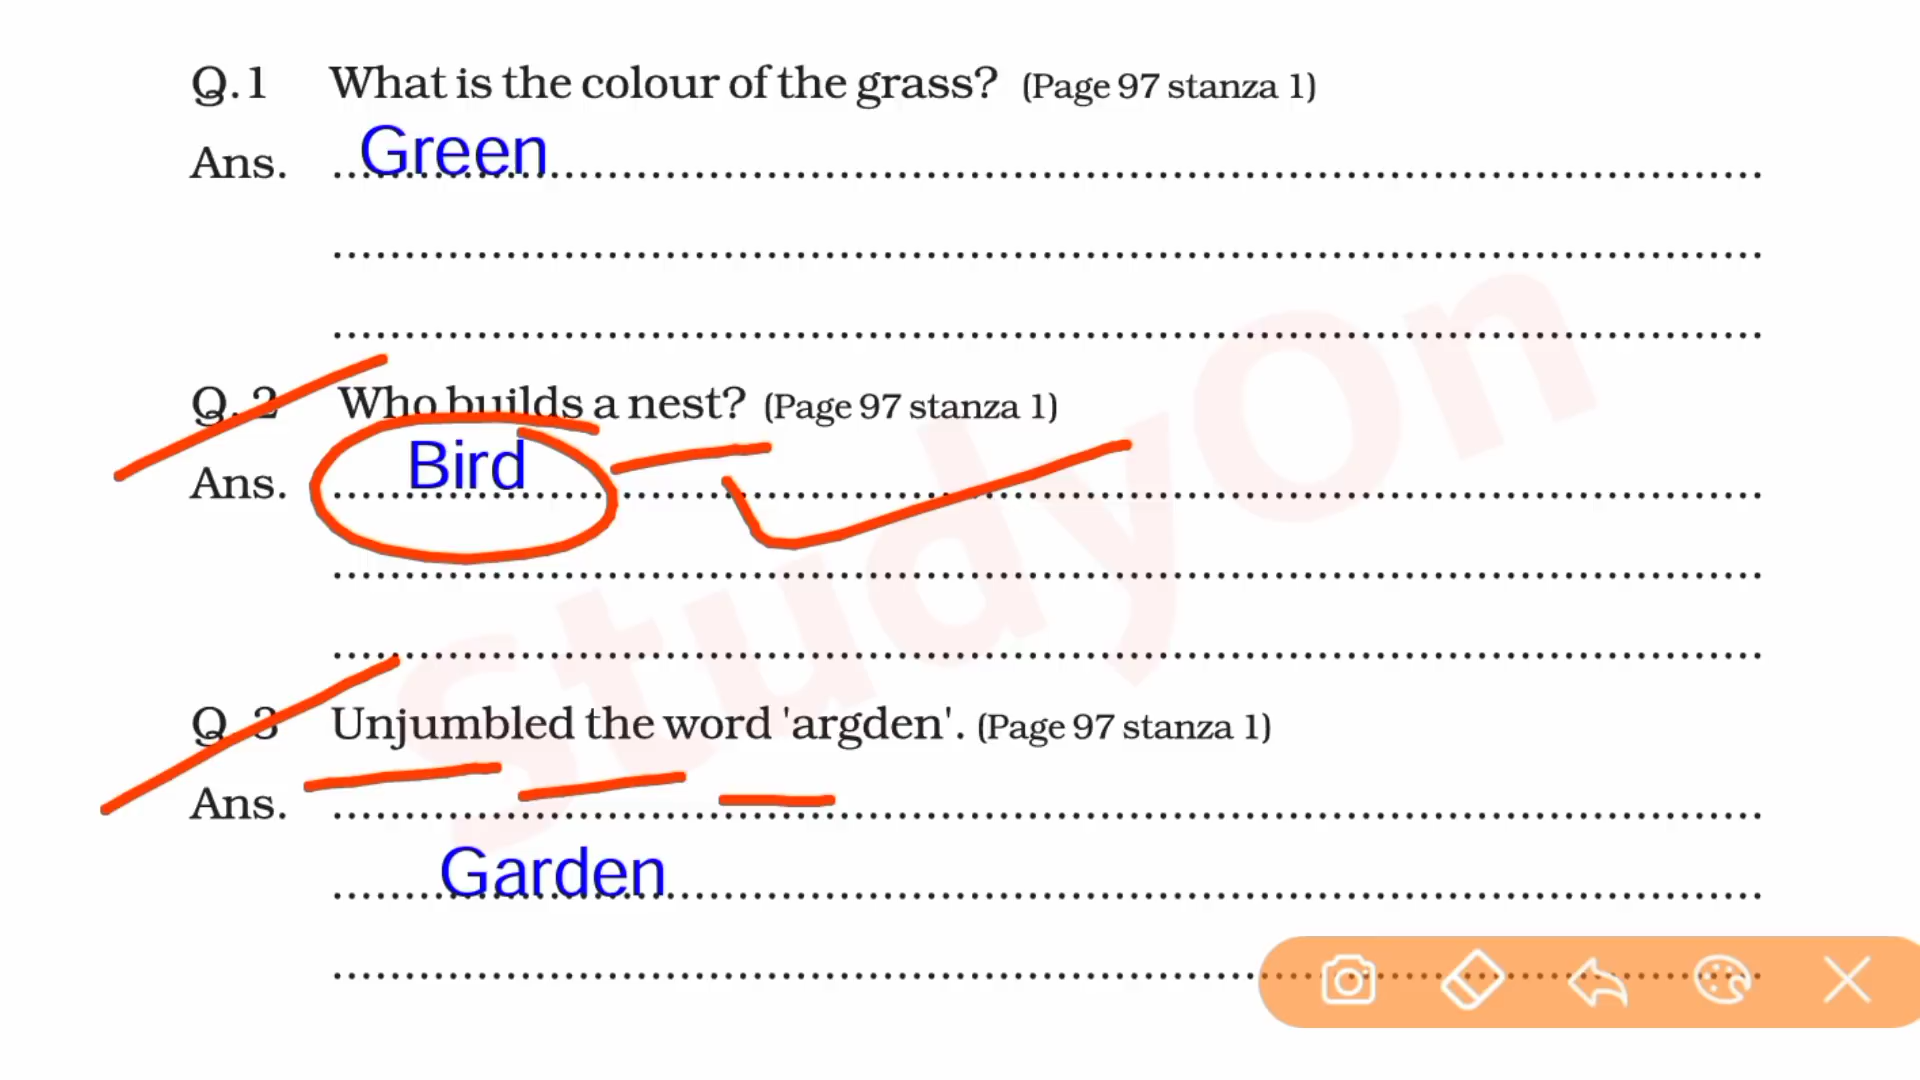 Q.1 What is the colour of the grass? (Page 97 stanza 1)
Ans. Green
Q. 2 Who builds a nest? (Page 97 stanza 1)
Ans. Bird
Q. 3 Unjumbled the word 'argden'. (Page 97 stanza 1)
Ans.
Garden
StudyOn